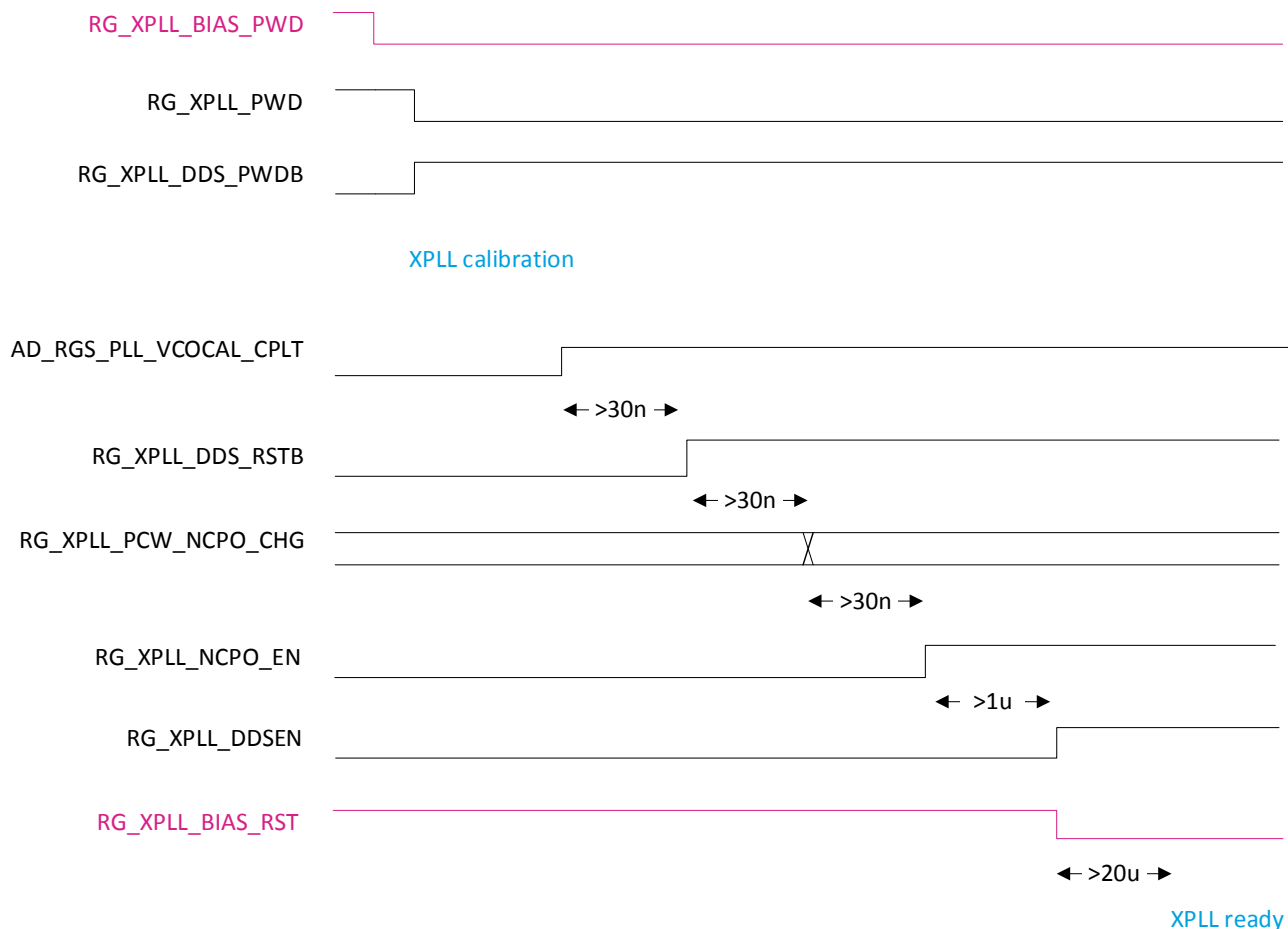 RG_XPLL_BIAS_PWD
RG_XPLL_PWD
RG_XPLL_DDS_PWDB
XPLL calibration
AD_RGS_PLL_VCOCAL_CPLT
>30n
RG_XPLL_DDS_RSTB
>30n
RG_XPLL_PCW_NCPO_CHG
>30n
RG_XPLL_NCPO_EN
>1u
RG_XPLL_DDSEN
RG_XPLL_BIAS_RST
>20u
XPLL ready